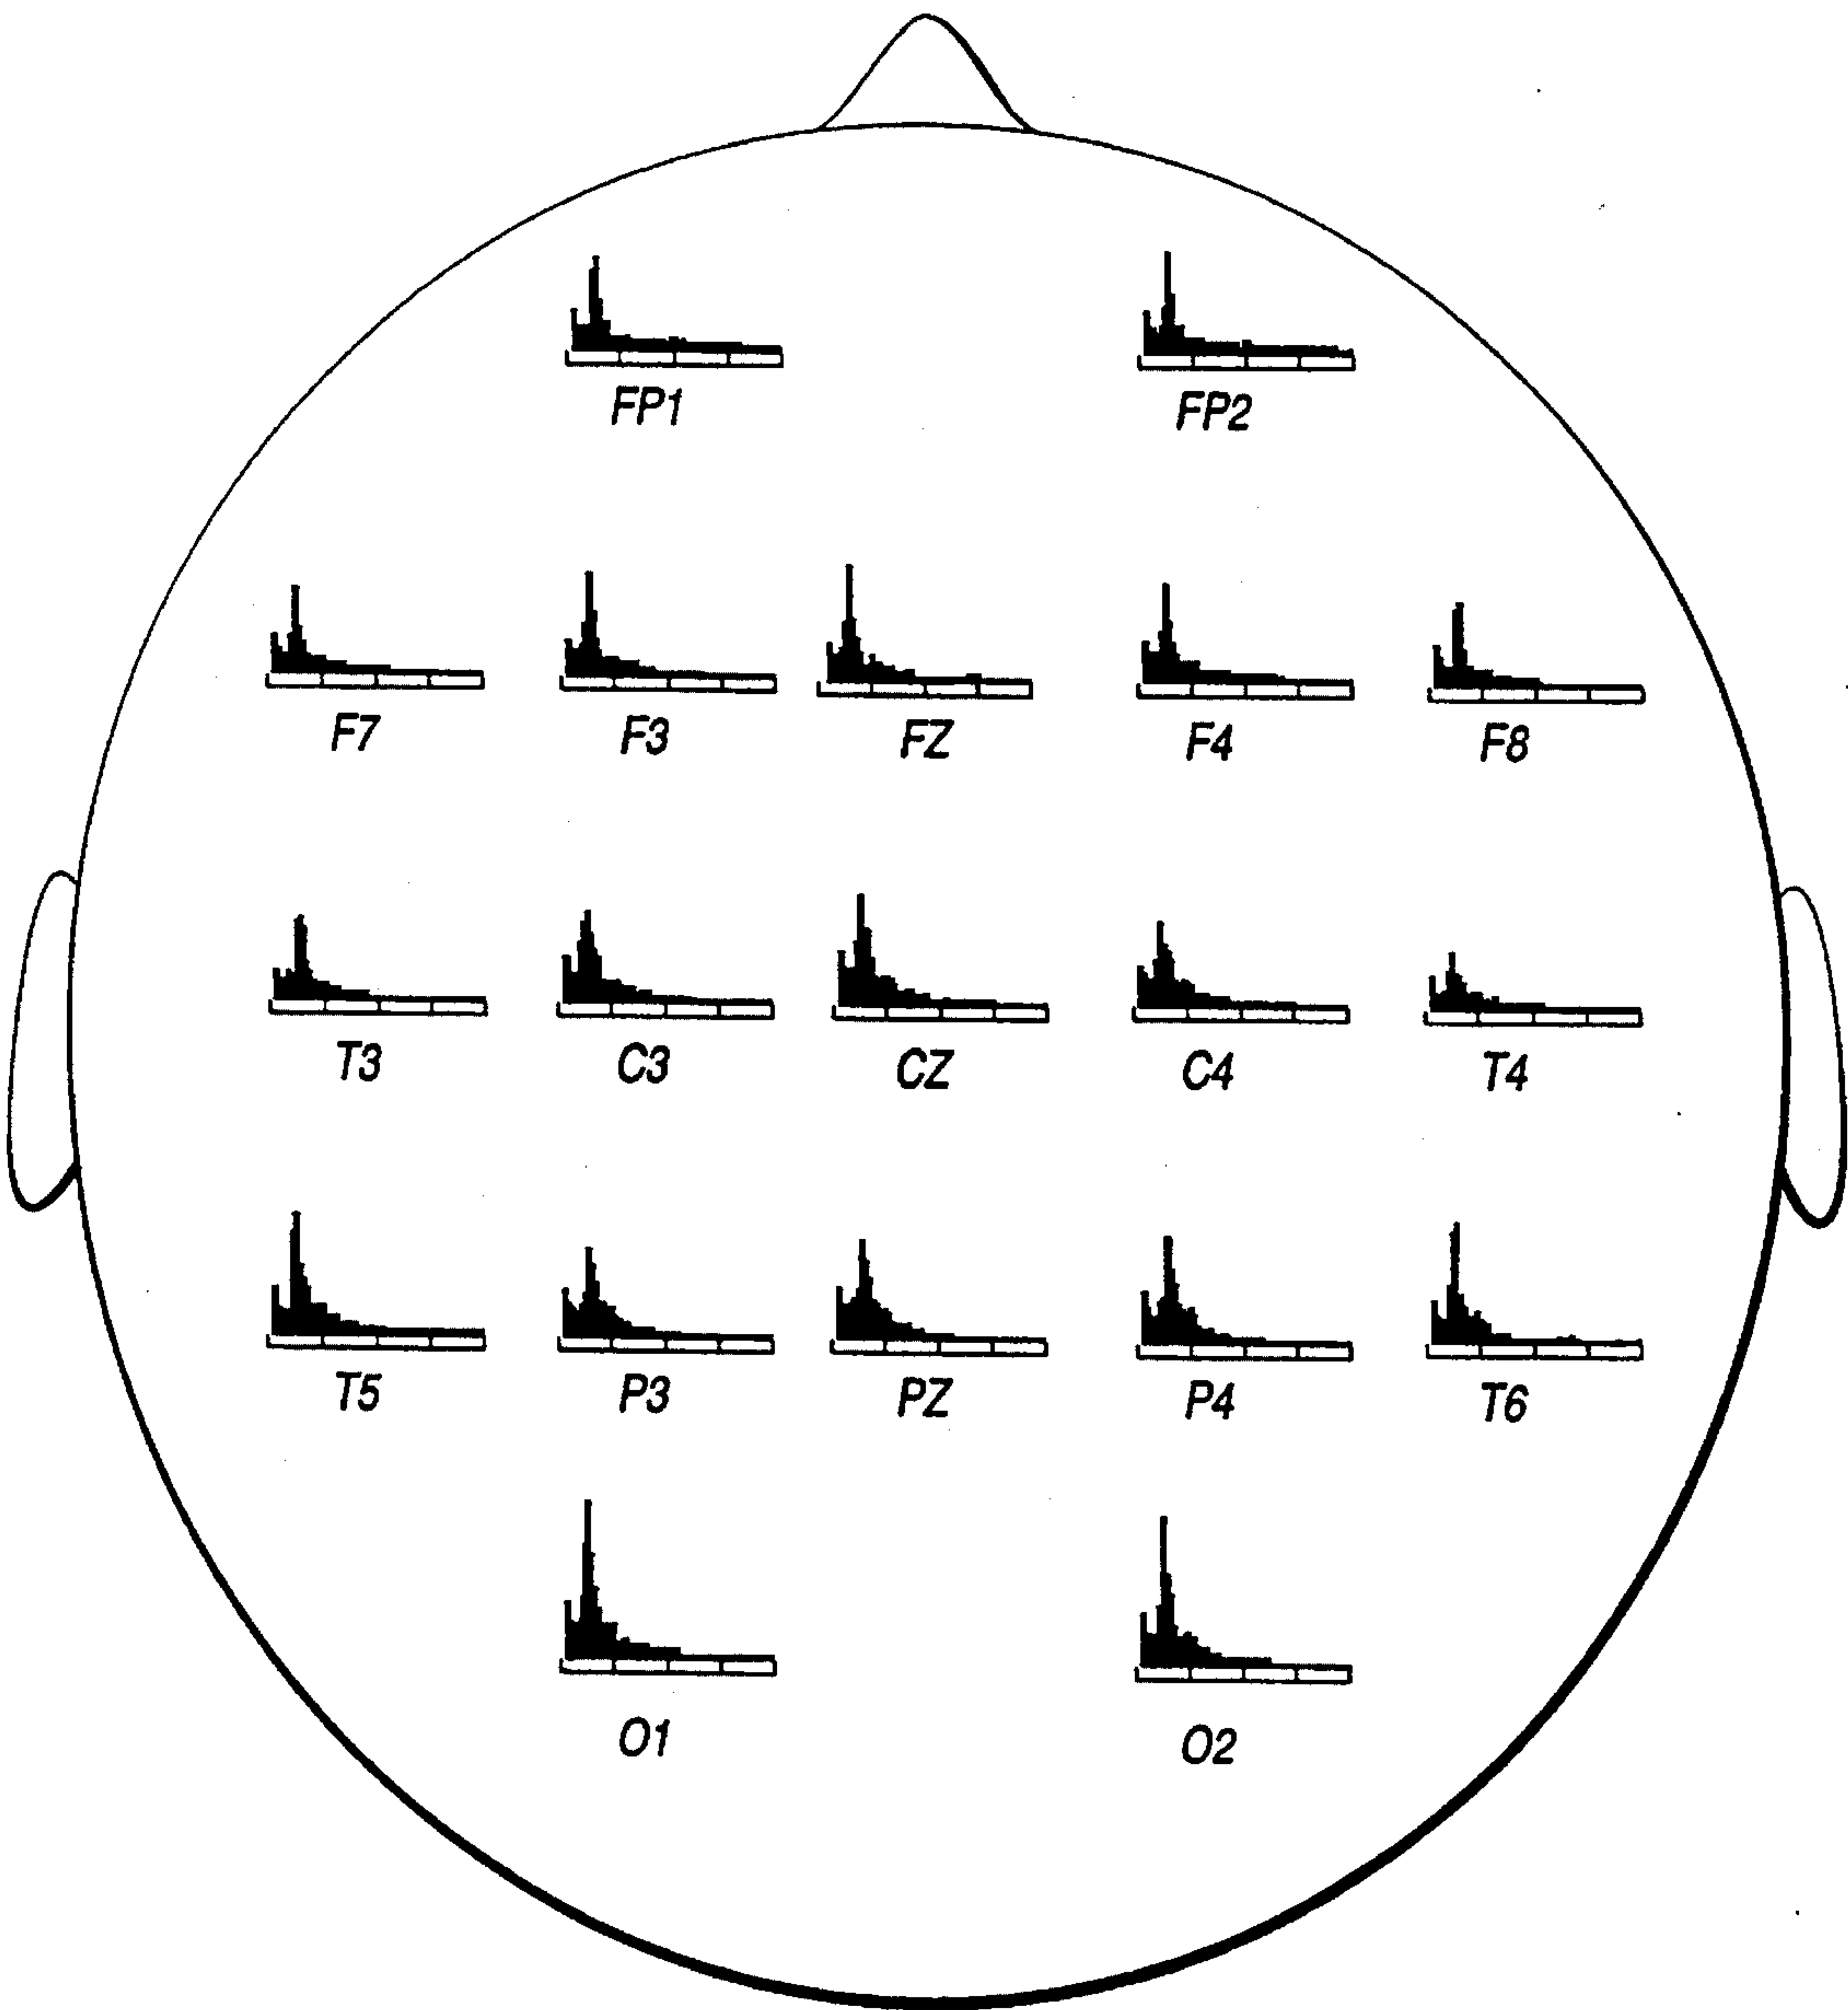 FP1 FP2
F7 F3 FZ F4 F8
T3 C3 CZ C4 T4
T5 P3 PZ P4 T6
O1 O2